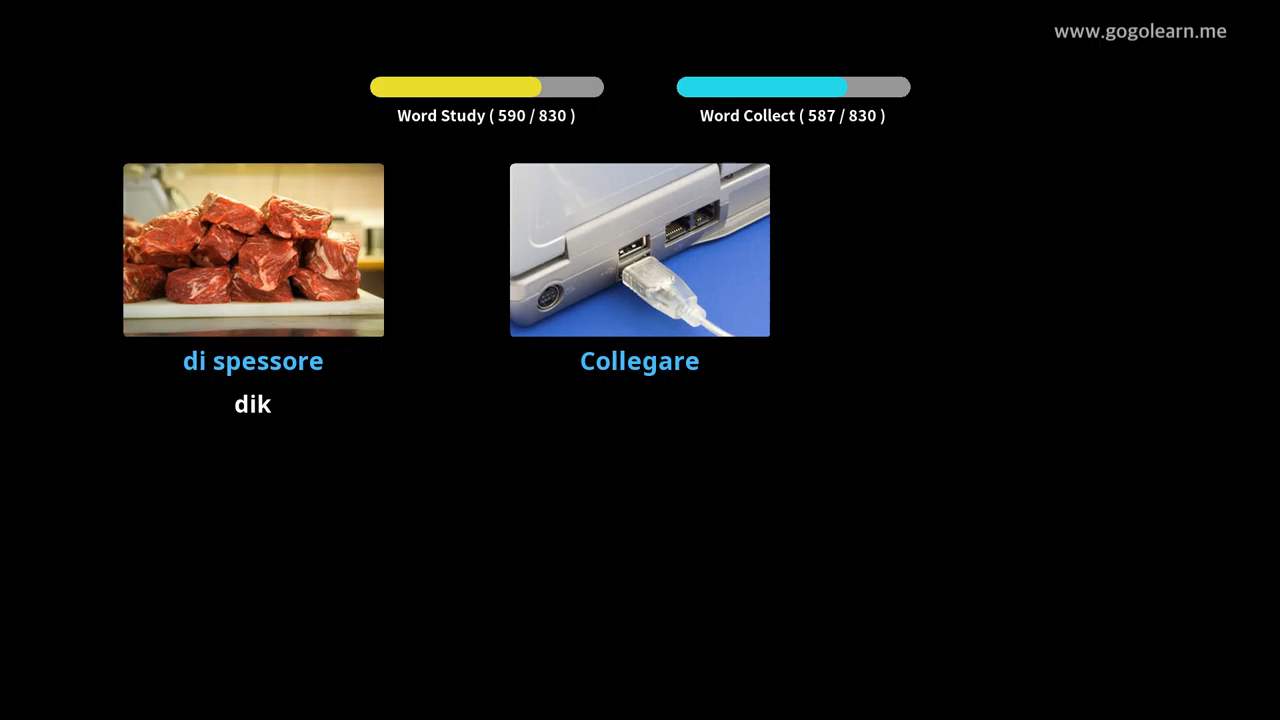 www.gogolearn.me
Word Study ( 590 / 830 )
Word Collect ( 587 / 830 )
di spessore
Collegare
dik